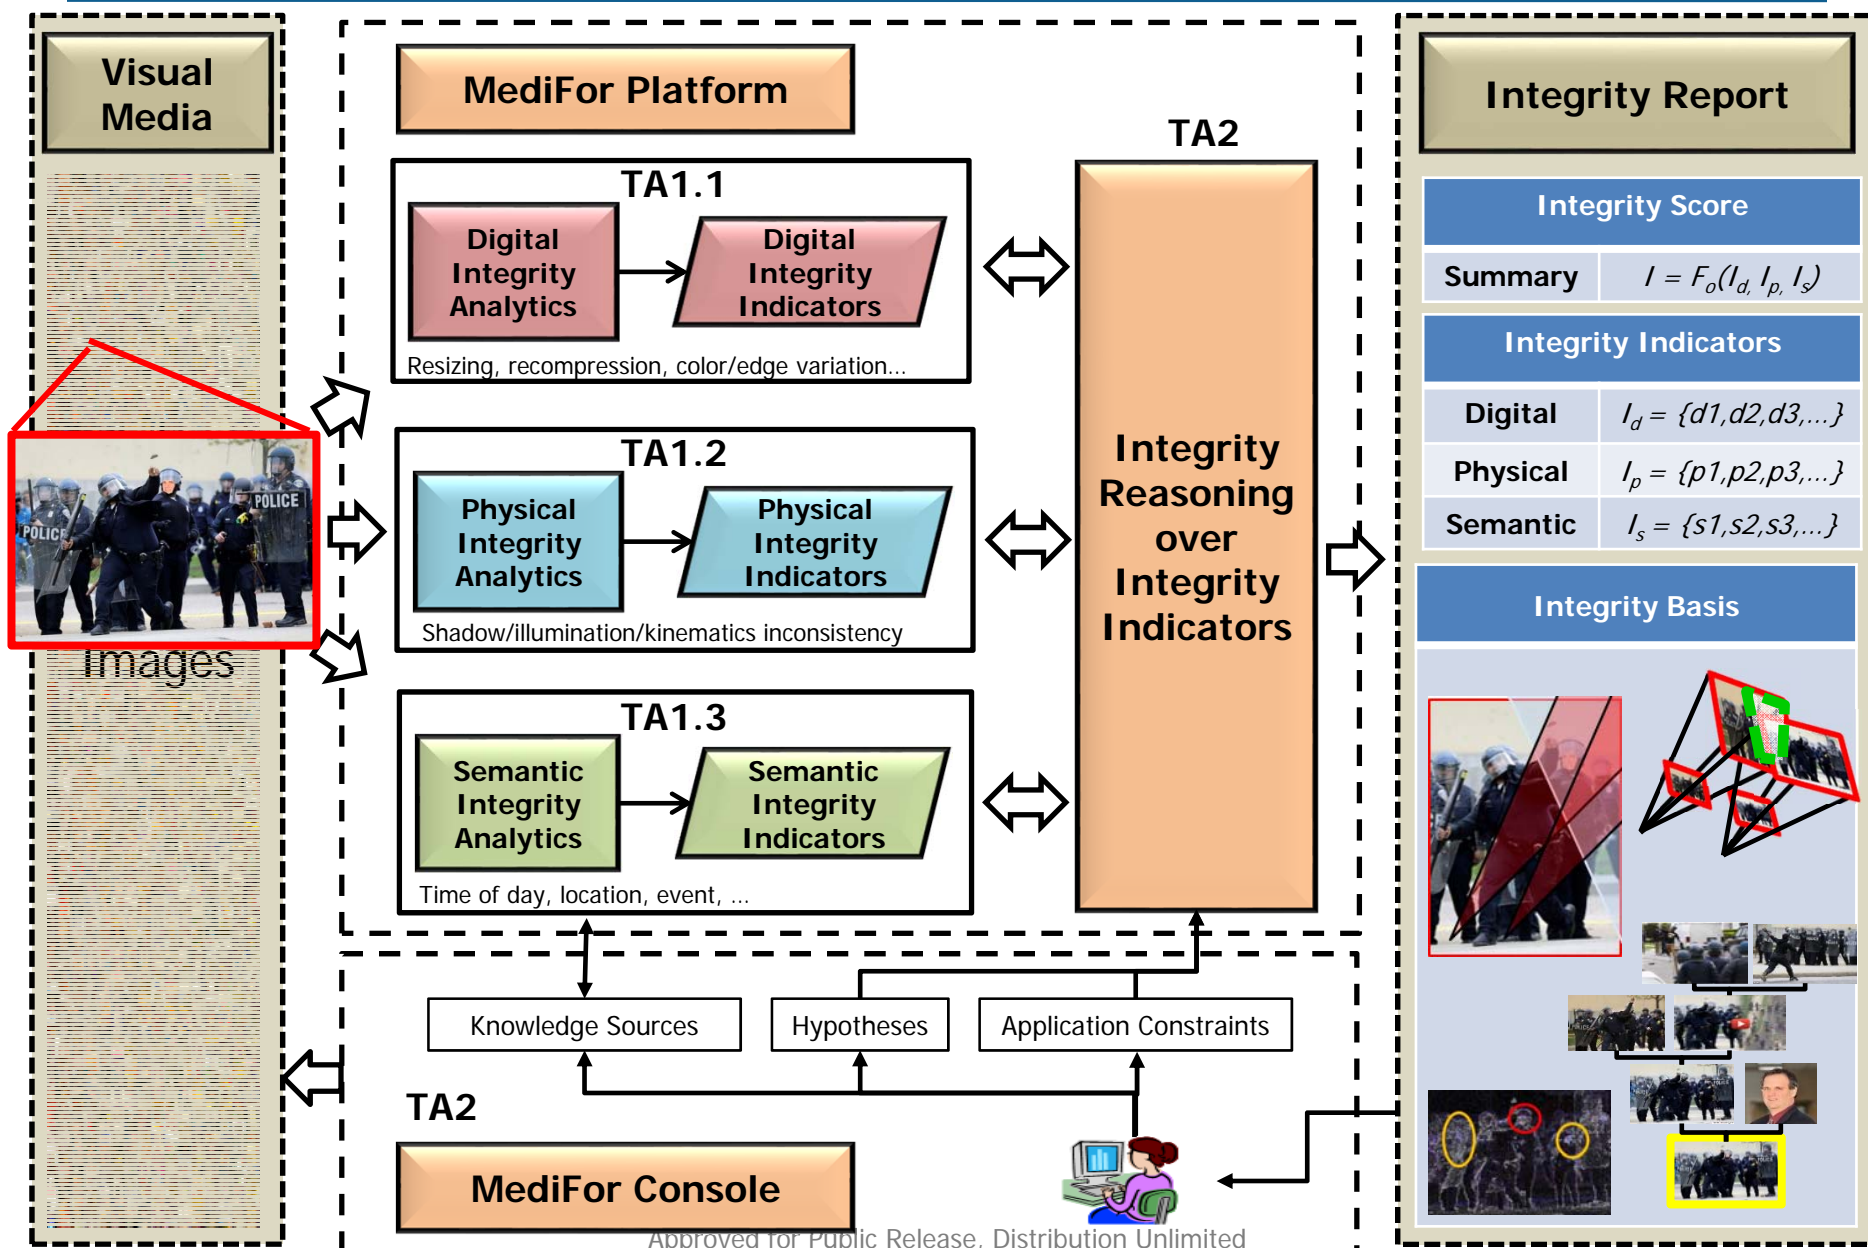 Visual
Media
Images
POLICE
POLICE
MediFor Platform
TA1.1
Digital
Integrity
Analytics
Digital
Integrity
Indicators
Resizing, recompression, color/edge variation...
TA1.2
Physical
Integrity
Analytics
Physical
Integrity
Indicators
Shadow/illumination/kinematics inconsistency
TA1.3
Semantic
Integrity
Analytics
Semantic
Integrity
Indicators
Time of day, location, event, ...
TA2
Integrity
Reasoning
over
Integrity
Indicators
Knowledge Sources
Hypotheses
Application Constraints
TA2
MediFor Console
Approved for Public Release, Distribution Unlimited
Integrity Report
Integrity Score
Summary I = Fo(Id, Ip, Is)
Integrity Indicators
Digital Id = {d1,d2,d3,...}
Physical Ip = {p1,p2,p3,...}
Semantic Is = {s1,s2,s3,...}
Integrity Basis